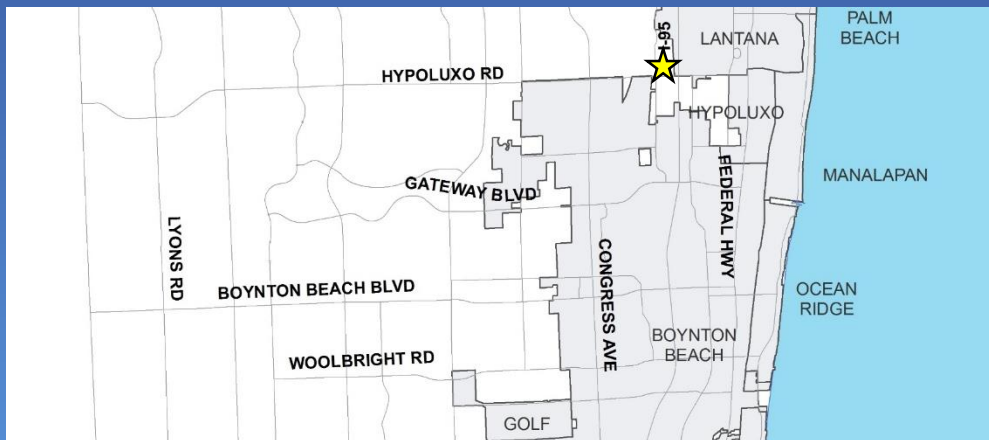 PALM
BEACH
I-95
LANTANA
HYPOLUXO RD
HYPOLUXO
GATEWAY BLVD
FEDERAL HWY
MANALAPAN
LYONS RD
CONGRESS AVE
BOYNTON BEACH BLVD
OCEAN
RIDGE
BOYNTON
BEACH
WOOLBRIGHT RD
GOLF